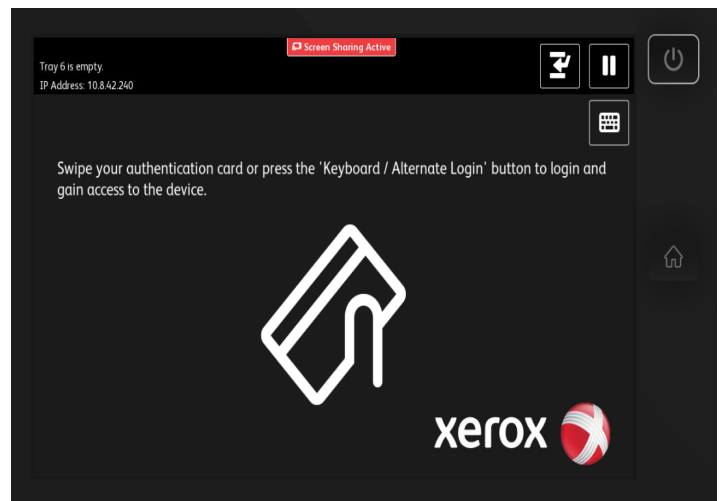 Screen Sharing Active
Tray 6 is empty.
IP Address: 10.8.42.240
Swipe your authentication card or press the 'Keyboard / Alternate Login' button to login and
gain access to the device.
xerox